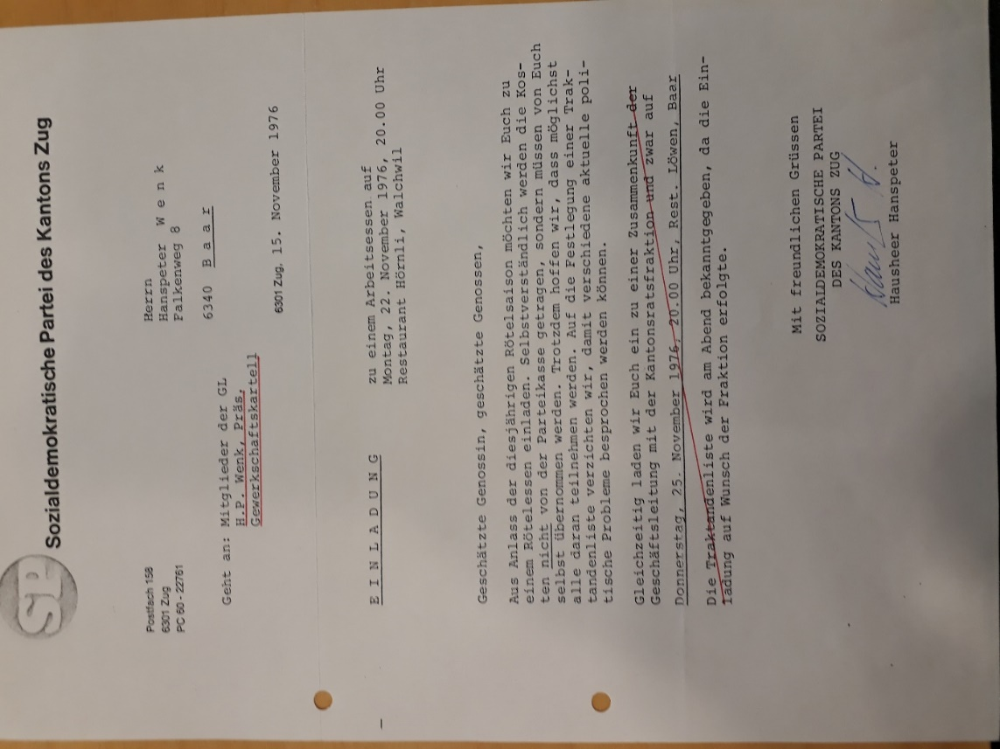 SP
Sozialdemokratische Partei des Kantons Zug
Postfach 158
6301 Zug
PC 60 - 22761
Herrn
Hanspeter W e n k
Falkenweg 8
6340 B a a r
Geht an: Mitglieder der GL
H.P. Wenk, Präs.
Gewerkschaftskartell
6301 Zug, 15. November 1976
E I N L A D U N G
zu einem Arbeitsessen auf
Montag, 22. November 1976, 20.00 Uhr
Restaurant Hörnli, Walchwil
Geschätzte Genossin, geschätzte Genossen,
Aus Anlass der diesjährigen Rötelsaison möchten wir Euch zu
einem Rötelessen einladen. Selbstverständlich werden die Kos-
ten nicht von der Parteikasse getragen, sondern müssen von Euch
selbst übernommen werden. Trotzdem hoffen wir, dass möglichst
alle daran teilnehmen werden. Auf die Festlegung einer Trak-
tandenliste verzichten wir, damit verschiedene aktuelle poli-
tische Probleme besprochen werden können.
Gleichzeitig laden wir Euch ein zu einer Zusammenkunft der
Geschäftsleitung mit der Kantonsratsfraktion und zwar auf
Donnerstag, 25. November 1976, 20.00 Uhr, Rest. Löwen, Baar
Die Traktandenliste wird am Abend bekanntgegeben, da die Ein-
ladung auf Wunsch der Fraktion erfolgte.
Mit freundlichen Grüssen
SOZIALDEMOKRATISCHE PARTEI
DES KANTONS ZUG
Hausheer Hanspeter